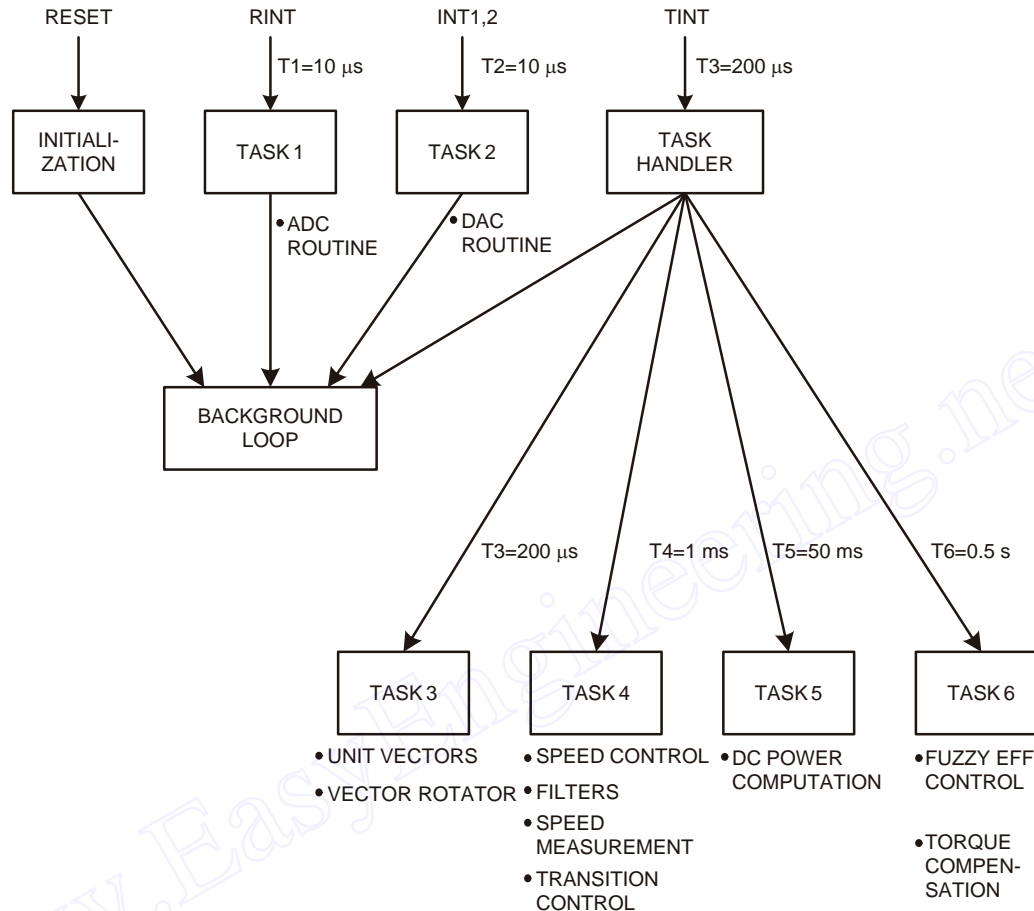 RESET
RINT
INT1,2
TINT
T1=10 μs
T2=10 μs
T3=200 μs
INITIALI-
ZATION
TASK 1
TASK 2
TASK
HANDLER
• ADC
ROUTINE
• DAC
ROUTINE
BACKGROUND
LOOP
T3=200 μs
T4=1 ms
T5=50 ms
T6=0.5 s
TASK 3
TASK 4
TASK 5
TASK 6
• UNIT VECTORS
• VECTOR ROTATOR
• SPEED CONTROL
• FILTERS
• SPEED
MEASUREMENT
• TRANSITION
CONTROL
• DC POWER
COMPUTATION
• FUZZY EFF
CONTROL
• TORQUE
COMPEN-
SATION
w.EasyEngineering.ne